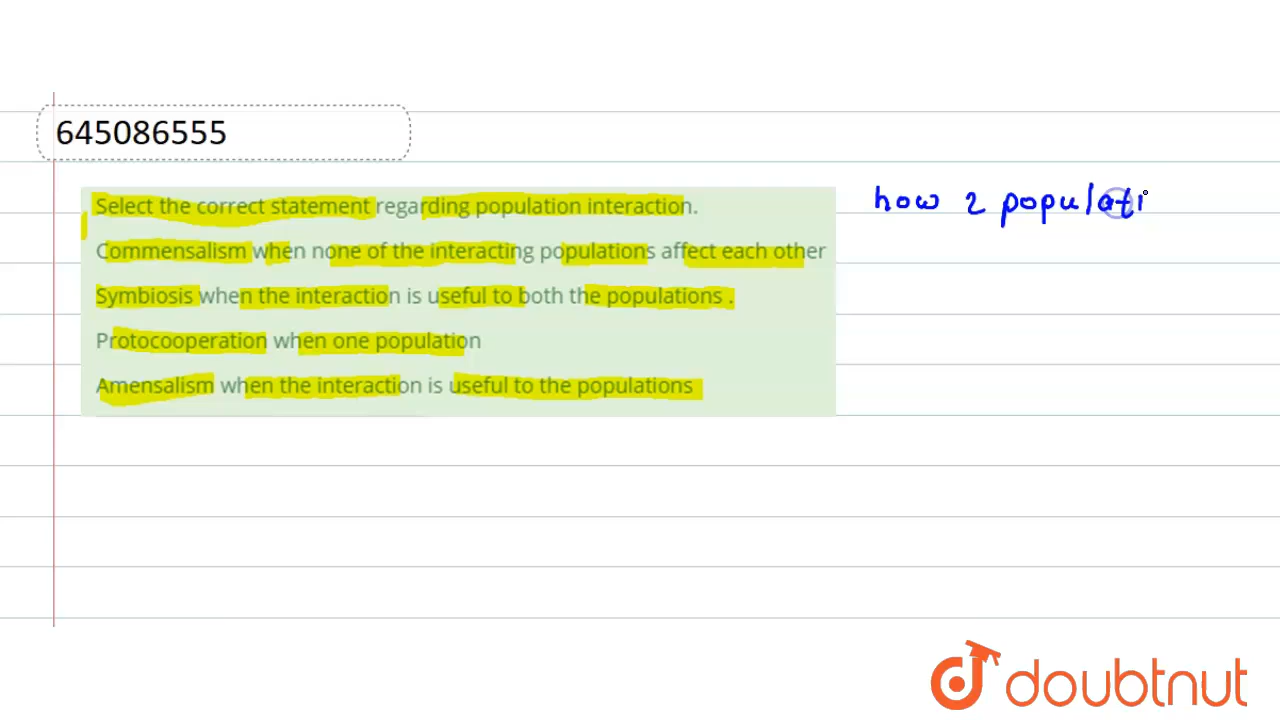 645086555
Select the correct statement regarding population interaction.
how 2 populati
Commensalism when none of the interacting populations affect each other
Symbiosis when the interaction is useful to both the populations .
Protocooperation when one population
Amensalism when the interaction is useful to the populations
doubtnut